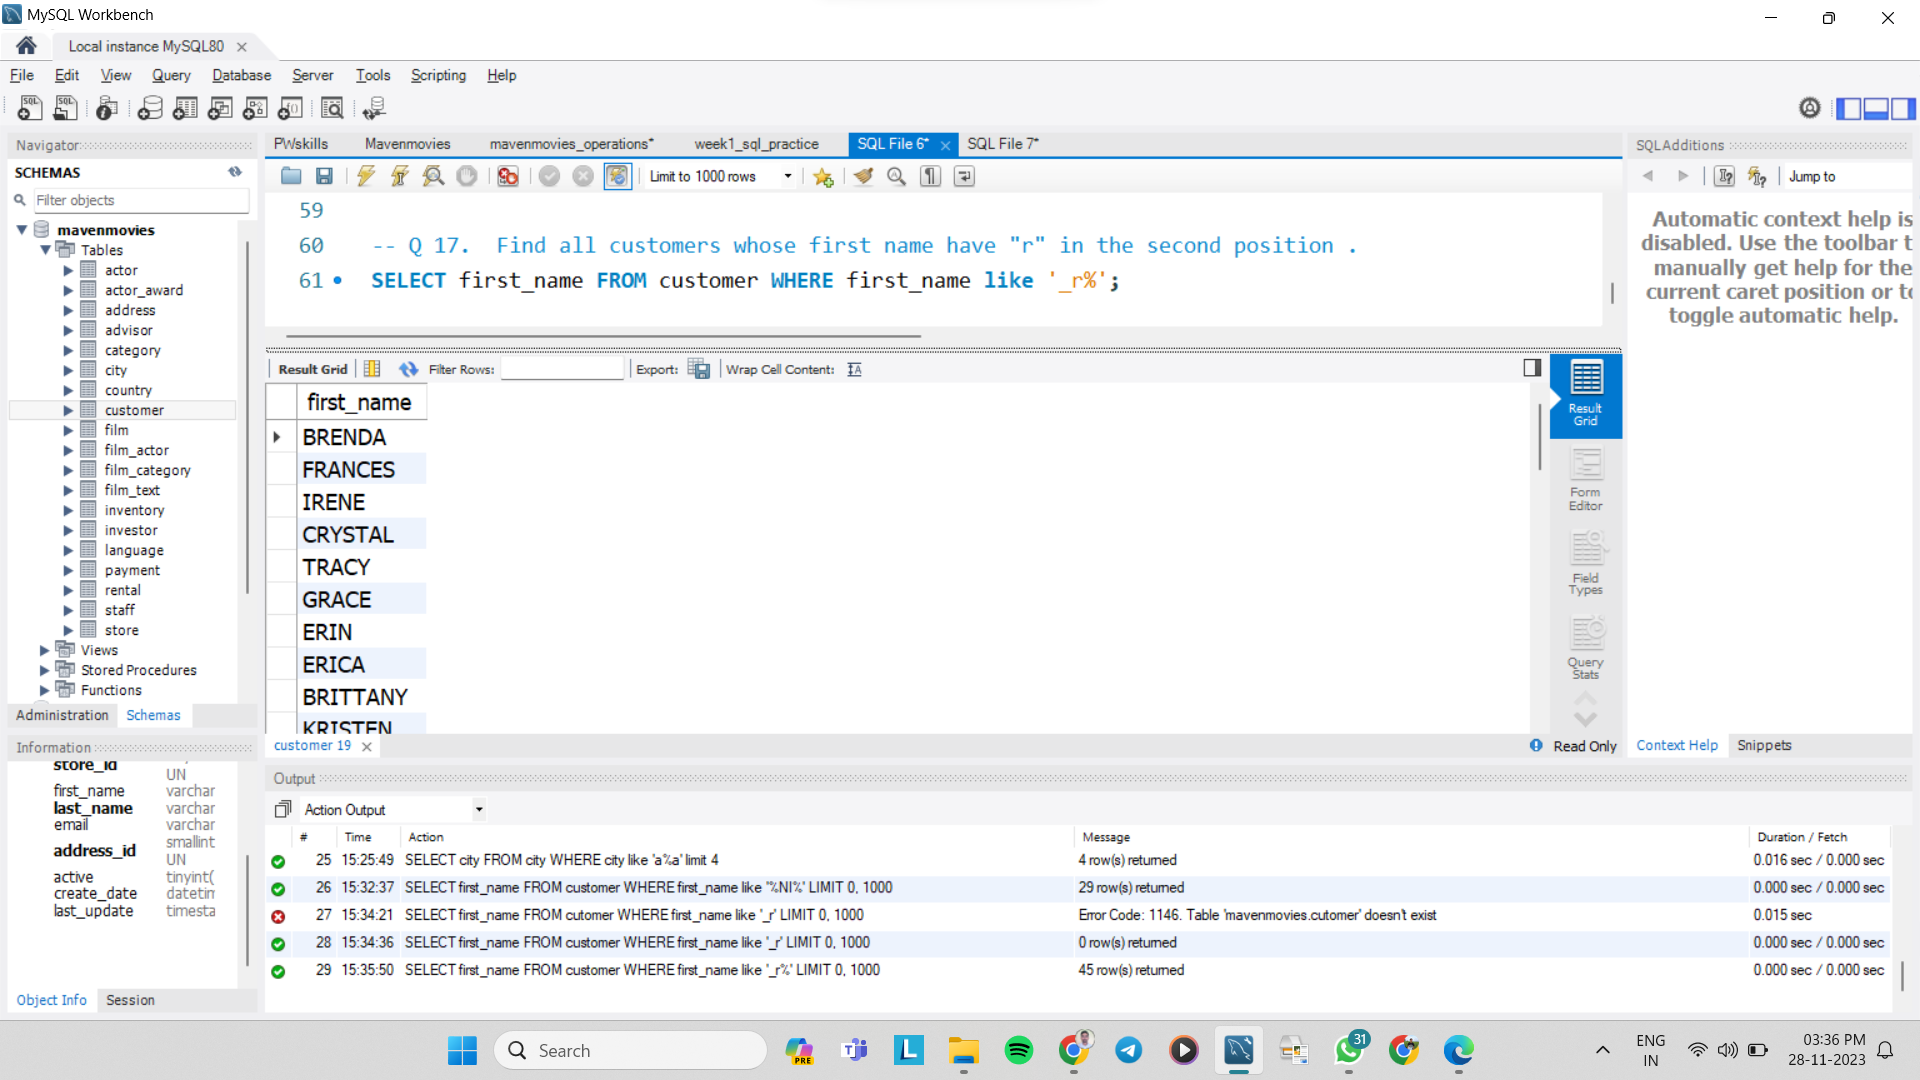 MySQL Workbench
Local instance MySQL80
File Edit View Query Database Server Tools Scripting Help
Navigator
SCHEMAS
Filter objects
mavenmovies
Tables
actor
actor_award
address
advisor
category
city
country
customer
film
film_actor
film_category
film_text
inventory
investor
language
payment
rental
staff
store
Views
Stored Procedures
Functions
Administration Schemas
Information
store_id
UN
first_name varchar
last_name varchar
email varchar
smallint
address_id UN
active tinyint(
create_date datetin
last_update timesta
Object Info Session
PWskills Mavenmovies mavenmovies_operations* week1_sql_practice SQL File 6* SQL File 7*
Limit to 1000 rows
59
60 -- Q 17. Find all customers whose first name have "r" in the second position .
61 SELECT first_name FROM customer WHERE first_name like '_r%';
Result Grid Filter Rows: Export: Wrap Cell Content:
first_name
BRENDA
FRANCES
IRENE
CRYSTAL
TRACY
GRACE
ERIN
ERICA
BRITTANY
KRISTEN
Result Grid
Form Editor
Field Types
Query Stats
customer 19
Read Only
SQLAdditions
Jump to
Automatic context help is
disabled. Use the toolbar t
manually get help for the
current caret position or to
toggle automatic help.
Context Help Snippets
Output
Action Output
# Time Action Message Duration / Fetch
25 15:25:49 SELECT city FROM city WHERE city like 'a%a' limit 4 4 row(s) returned 0.016 sec / 0.000 sec
26 15:32:37 SELECT first_name FROM customer WHERE first_name like '%NI%' LIMIT 0, 1000 29 row(s) returned 0.000 sec / 0.000 sec
27 15:34:21 SELECT first_name FROM cutomer WHERE first_name like '_r' LIMIT 0, 1000 Error Code: 1146. Table 'mavenmovies.cutomer' doesn't exist 0.015 sec
28 15:34:36 SELECT first_name FROM customer WHERE first_name like '_r' LIMIT 0, 1000 0 row(s) returned 0.000 sec / 0.000 sec
29 15:35:50 SELECT first_name FROM customer WHERE first_name like '_r%' LIMIT 0, 1000 45 row(s) returned 0.000 sec / 0.000 sec
Search
PRE
31
ENG
IN
03:36 PM
28-11-2023